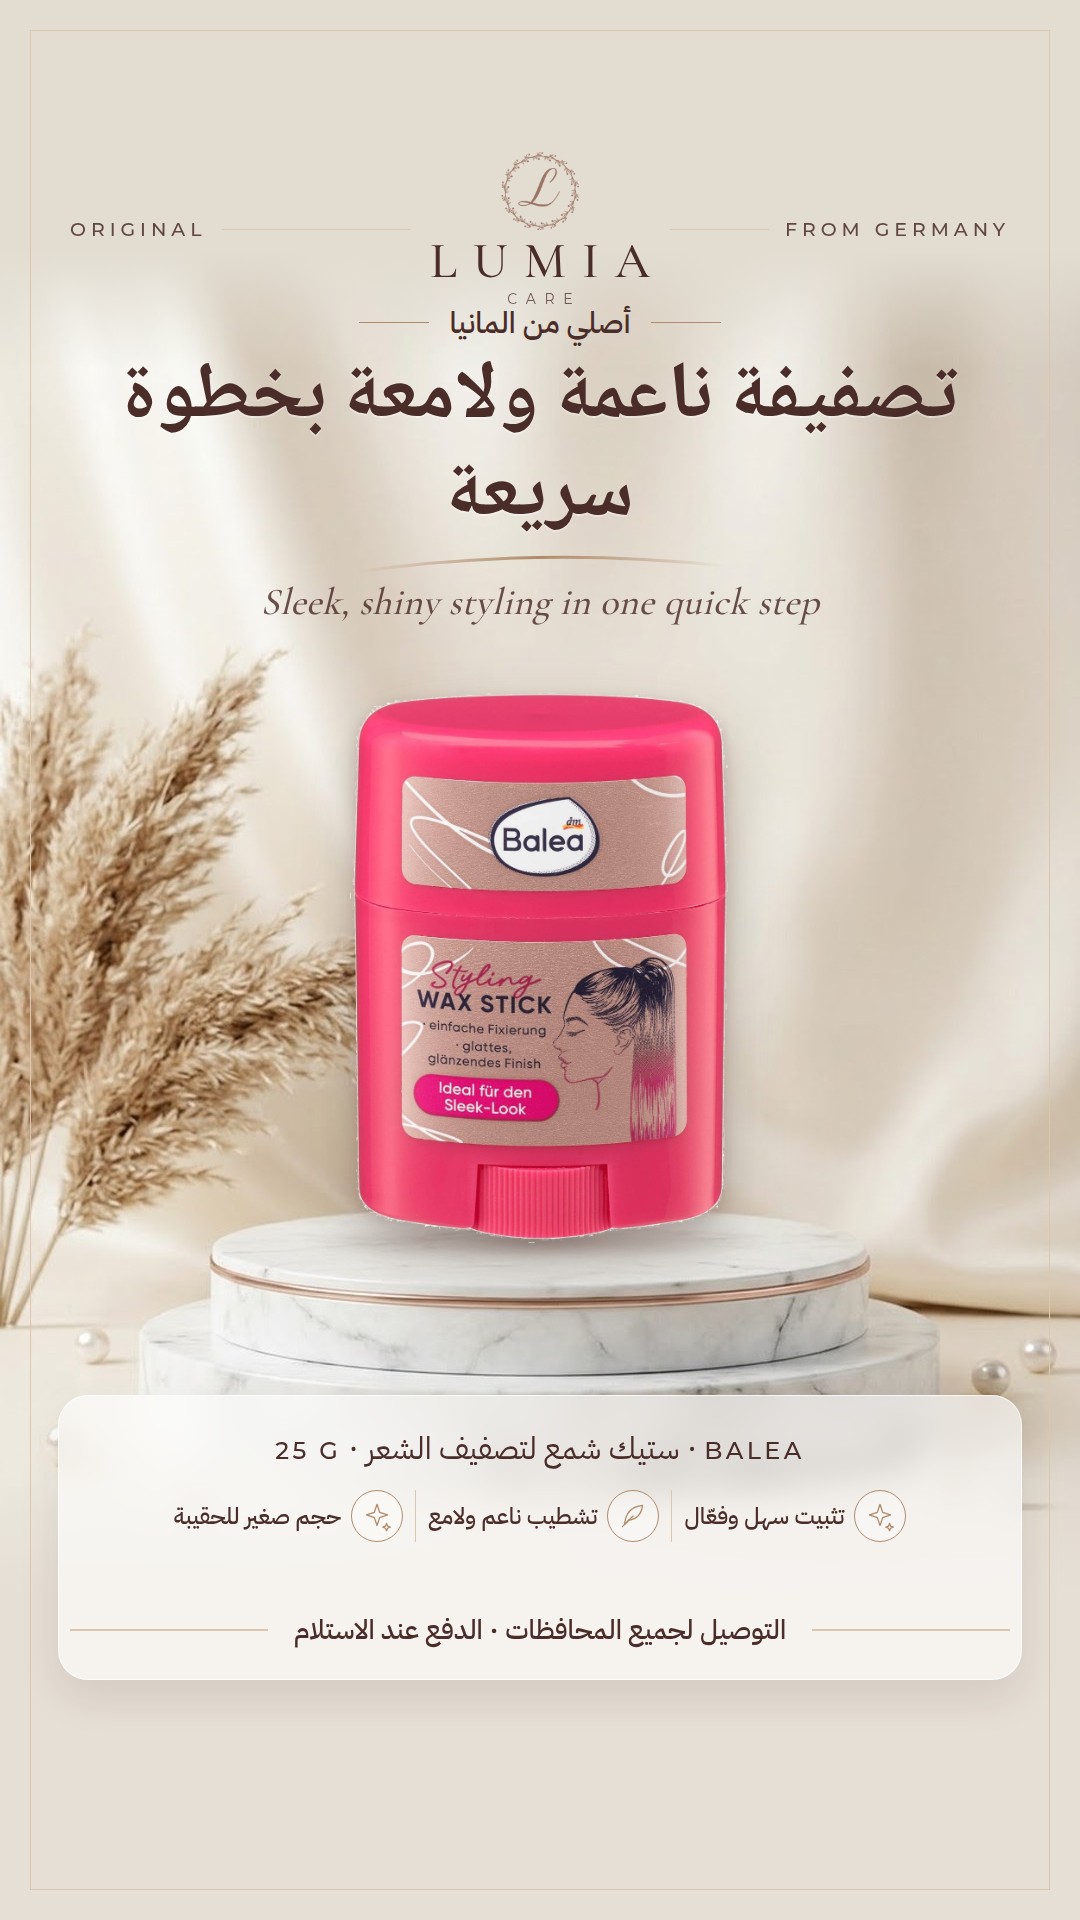 ORIGINAL
FROM GERMANY
L
LUMIA
CARE
أصلي من المانيا
تصفيفة ناعمة ولامعة بخطوة
سريعة
Sleek, shiny styling in one quick step
dm
Balea
Styling
WAX STICK
· einfache Fixierung
· glattes,
glänzendes Finish
Ideal für den
Sleek-Look
BALEA · ستيك شمع لتصفيف الشعر · 25 G
تثبيت سهل وفعّال
تشطيب ناعم ولامع
حجم صغير للحقيبة
التوصيل لجميع المحافظات · الدفع عند الاستلام